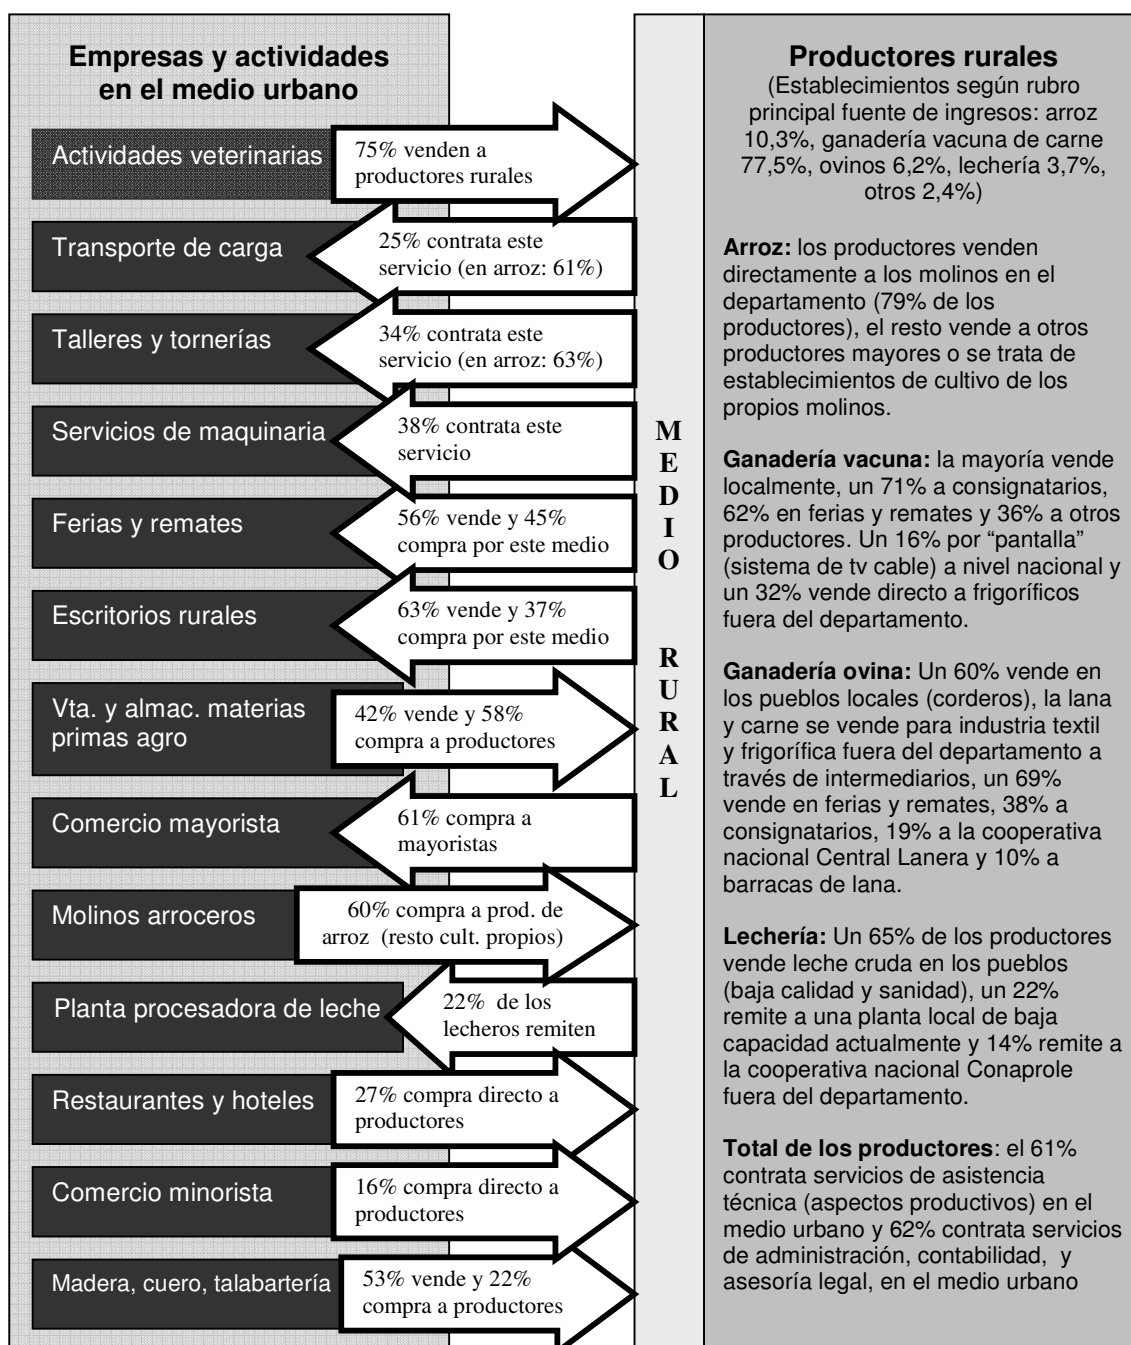 Empresas y actividades
en el medio urbano
Actividades veterinarias
75% venden a
productores rurales
Transporte de carga
25% contrata este
servicio (en arroz: 61%)
Talleres y tornerías
34% contrata este
servicio (en arroz: 63%)
Servicios de maquinaria
38% contrata este
servicio
Ferias y remates
56% vende y 45%
compra por este medio
Escritorios rurales
63% vende y 37%
compra por este medio
Vta. y almac. materias
primas agro
42% vende y 58%
compra a productores
Comercio mayorista
61% compra a
mayoristas
Molinos arroceros
60% compra a prod. de
arroz (resto cult. propios)
Planta procesadora de leche
22% de los
lecheros remiten
Restaurantes y hoteles
27% compra directo a
productores
Comercio minorista
16% compra directo a
productores
Madera, cuero, talabartería
53% vende y 22%
compra a productores
M
E
D
I
O
R
U
R
A
L
Productores rurales
(Establecimientos según rubro
principal fuente de ingresos: arroz
10,3%, ganadería vacuna de carne
77,5%, ovinos 6,2%, lechería 3,7%,
otros 2,4%)
Arroz: los productores venden
directamente a los molinos en el
departamento (79% de los
productores), el resto vende a otros
productores mayores o se trata de
establecimientos de cultivo de los
propios molinos.
Ganadería vacuna: la mayoría vende
localmente, un 71% a consignatarios,
62% en ferias y remates y 36% a otros
productores. Un 16% por “pantalla”
(sistema de tv cable) a nivel nacional y
un 32% vende directo a frigoríficos
fuera del departamento.
Ganadería ovina: Un 60% vende en
los pueblos locales (corderos), la lana
y carne se vende para industria textil
y frigorífica fuera del departamento a
través de intermediarios, un 69%
vende en ferias y remates, 38% a
consignatarios, 19% a la cooperativa
nacional Central Lanera y 10% a
barracas de lana.
Lechería: Un 65% de los productores
vende leche cruda en los pueblos
(baja calidad y sanidad), un 22%
remite a una planta local de baja
capacidad actualmente y 14% remite a
la cooperativa nacional Conaprole
fuera del departamento.
Total de los productores: el 61%
contrata servicios de asistencia
técnica (aspectos productivos) en el
medio urbano y 62% contrata servicios
de administración, contabilidad, y
asesoría legal, en el medio urbano